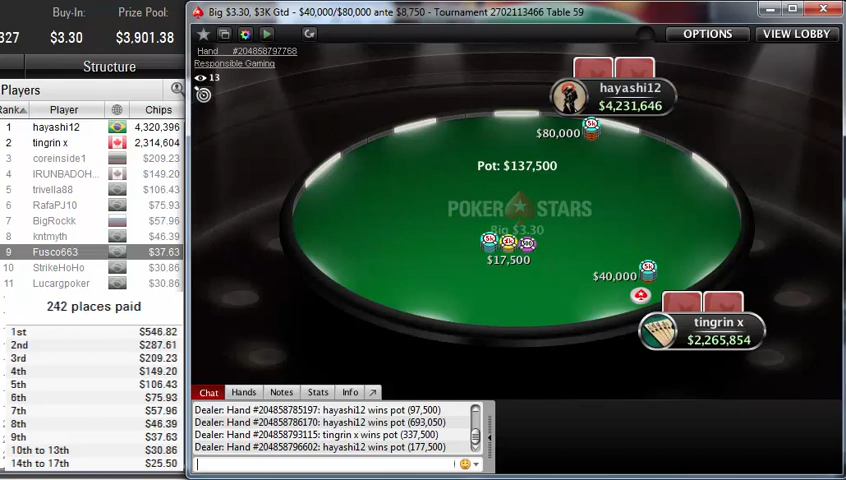 Buy-In:
Prize Pool:
327
$3.30
$3,901.38
Structure
Players
Rank
Player
Chips
1 hayashi12 4,320,396
2 tingrin x 2,314,604
3 coreinside1 $209.23
4 IRUNBADOH... $149.20
5 trivella88 $106.43
6 RafaPJ10 $75.93
7 BigRockk $57.96
8 kntmyth $46.39
9 Fusco663 $37.63
10 StrikeHoHo $30.86
11 Lucargpoker $30.86
242 places paid
1st $546.82
2nd $287.61
3rd $209.23
4th $149.20
5th $106.43
6th $75.93
7th $57.96
8th $46.39
9th $37.63
10th to 13th $30.86
14th to 17th $25.50
Big $3.30, $3K Gtd - $40,000/$80,000 ante $8,750 - Tournament 2702113466 Table 59
OPTIONS
VIEW LOBBY
Hand #204858797768
Responsible Gaming
13
hayashi12
$4,231,646
$80,000
Pot: $137,500
POKER STARS
Big $3.30
$17,500
$40,000
tingrin x
$2,265,854
Chat Hands Notes Stats Info
Dealer: Hand #204858785197: hayashi12 wins pot (97,500)
Dealer: Hand #204858786170: hayashi12 wins pot (693,050)
Dealer: Hand #204858793115: tingrin x wins pot (337,500)
Dealer: Hand #204858796602: hayashi12 wins pot (177,500)